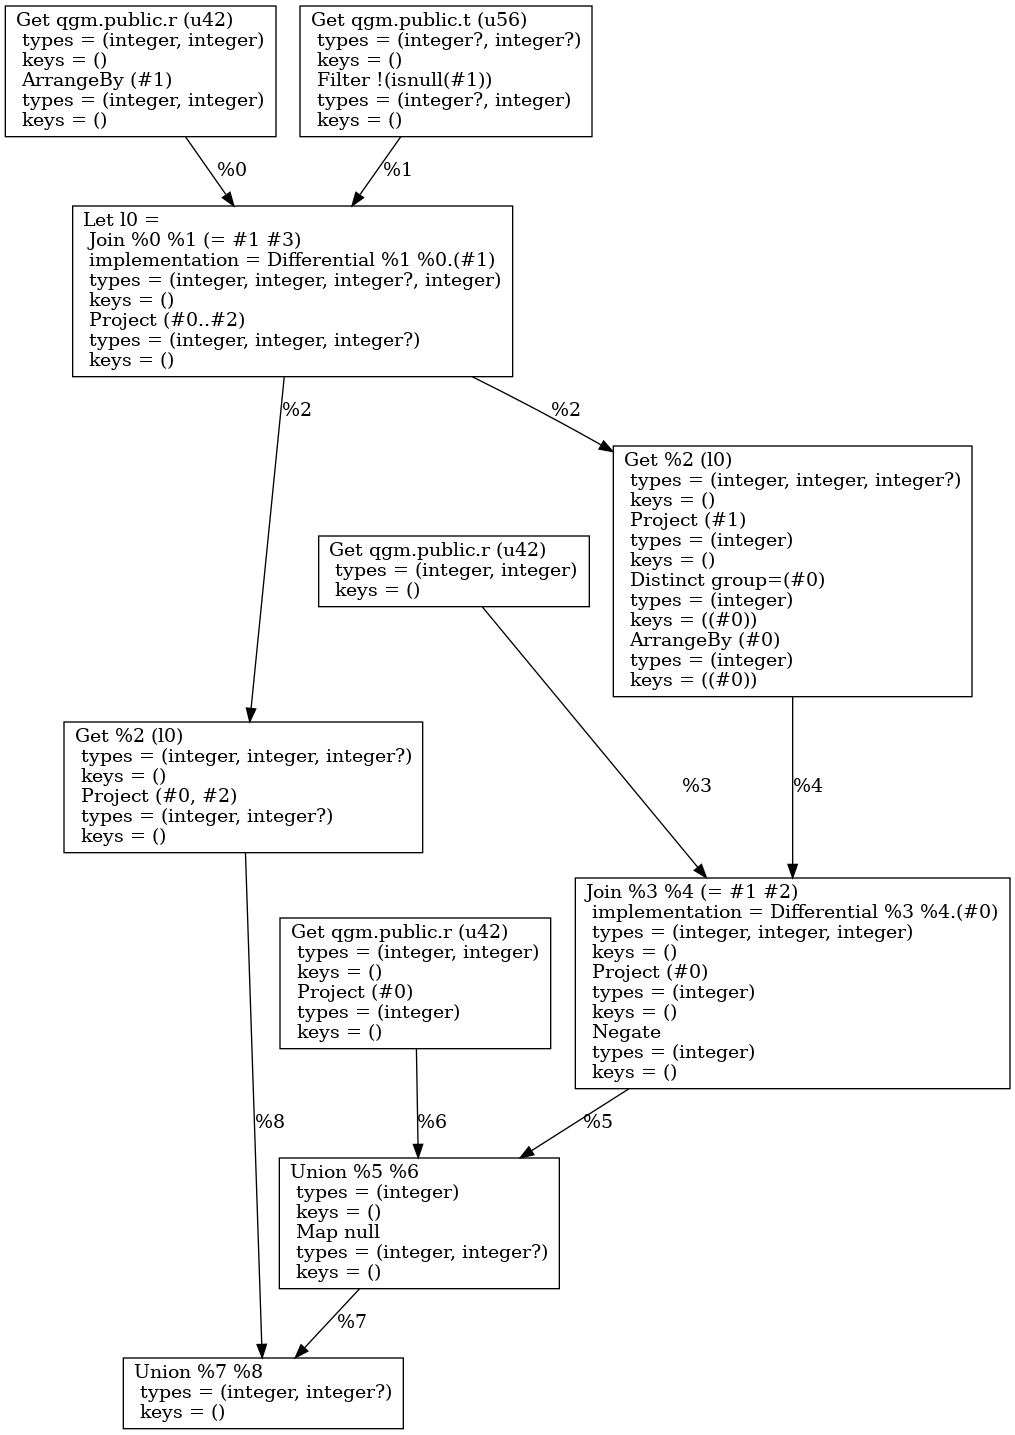 Get qgm.public.r (u42)
types = (integer, integer)
keys = ()
ArrangeBy (#1)
types = (integer, integer)
keys = ()
Get qgm.public.t (u56)
types = (integer?, integer?)
keys = ()
Filter !(isnull(#1))
types = (integer?, integer)
keys = ()
%0
%1
Let l0 =
Join %0 %1 (= #1 #3)
implementation = Differential %1 %0.(#1)
types = (integer, integer, integer?, integer)
keys = ()
Project (#0..#2)
types = (integer, integer, integer?)
keys = ()
%2
%2
Get %2 (l0)
types = (integer, integer, integer?)
keys = ()
Project (#1)
types = (integer)
keys = ()
Distinct group=(#0)
types = (integer)
keys = ((#0))
ArrangeBy (#0)
types = (integer)
keys = ((#0))
Get qgm.public.r (u42)
types = (integer, integer)
keys = ()
Get %2 (l0)
types = (integer, integer, integer?)
keys = ()
Project (#0, #2)
types = (integer, integer?)
keys = ()
%3
%4
Join %3 %4 (= #1 #2)
implementation = Differential %3 %4.(#0)
types = (integer, integer, integer)
keys = ()
Project (#0)
types = (integer)
keys = ()
Negate
types = (integer)
keys = ()
Get qgm.public.r (u42)
types = (integer, integer)
keys = ()
Project (#0)
types = (integer)
keys = ()
%8
%6
%5
Union %5 %6
types = (integer)
keys = ()
Map null
types = (integer, integer?)
keys = ()
%7
Union %7 %8
types = (integer, integer?)
keys = ()